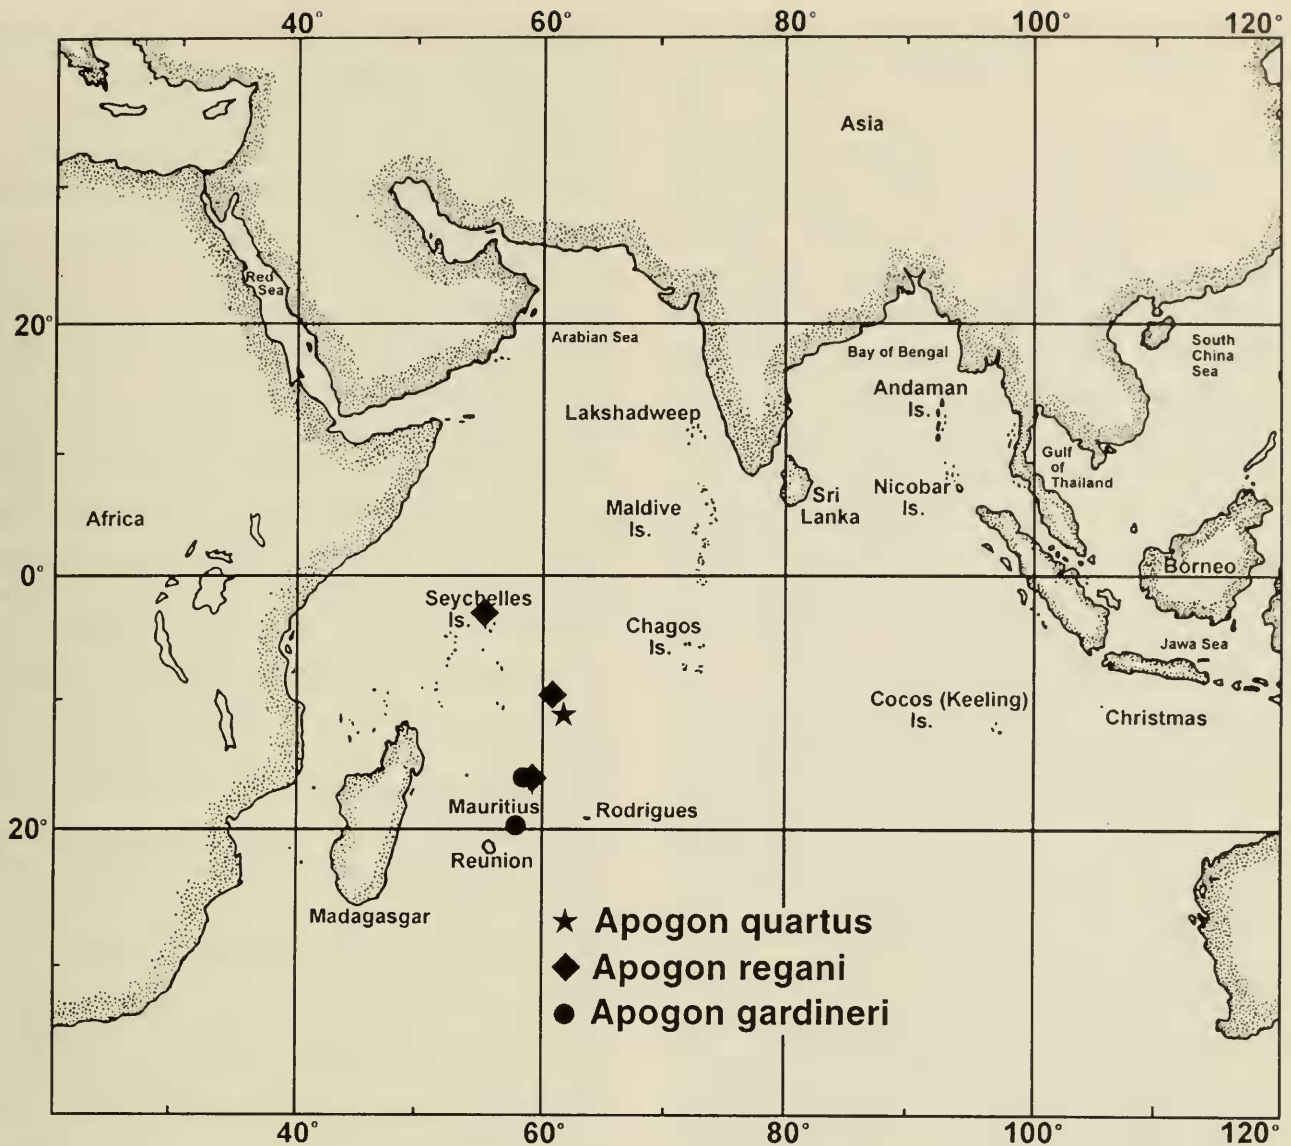 40° 60° 80° 100° 120°
Asia
Red
Sea
20°
Arabian Sea
Bay of Bengal
South
China
Sea
Andaman
Is.
Lakshadweep
Gulf
of
Thailand
Nicobar
Is.
Sri
Lanka
Maldive
Is.
Africa
0°
Borneo
Seychelles
Is.
Chagos
Is.
Jawa Sea
Cocos (Keeling)
Is.
Christmas
Mauritius
Rodrigues
20°
Reunion
Madagasgar
Apogon quartus
Apogon regani
Apogon gardineri
40° 60° 80° 100° 120°